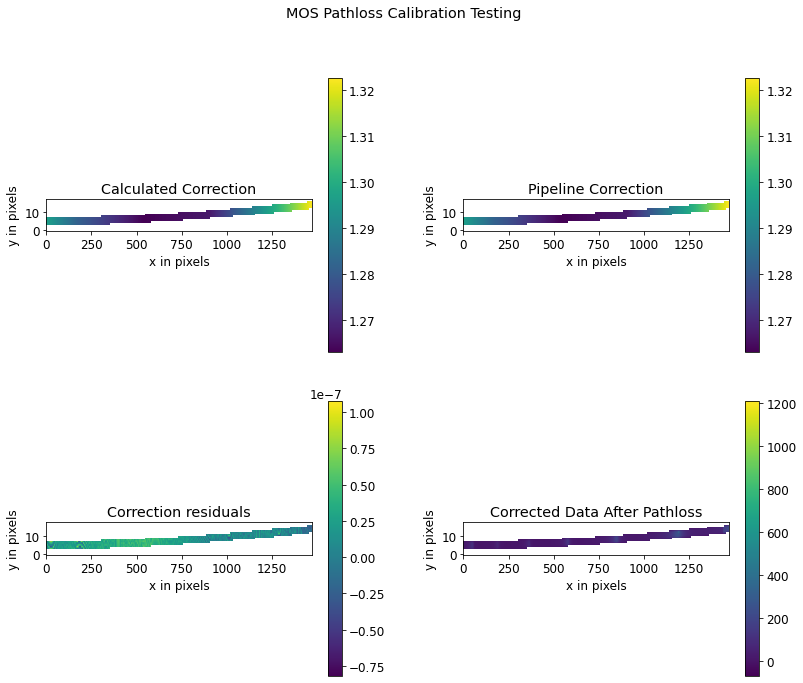 MOS Pathloss Calibration Testing
Calculated Correction
y in pixels
10
0
0 250 500 750 1000 1250
x in pixels
1.32
1.31
1.30
1.29
1.28
1.27
Pipeline Correction
y in pixels
10
0
0 250 500 750 1000 1250
x in pixels
1.32
1.31
1.30
1.29
1.28
1.27
Correction residuals
y in pixels
10
0
0 250 500 750 1000 1250
x in pixels
1e−7
1.00
0.75
0.50
0.25
0.00
−0.25
−0.50
−0.75
Corrected Data After Pathloss
y in pixels
10
0
0 250 500 750 1000 1250
x in pixels
1200
1000
800
600
400
200
0